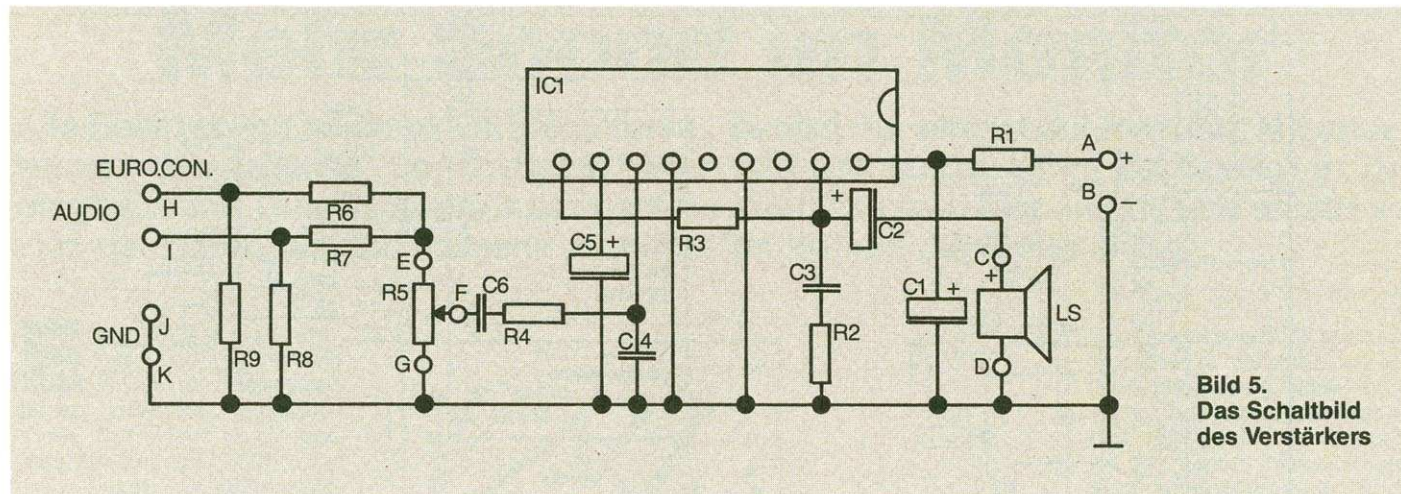 IC1
R1
A
+
B
−
EURO.CON.
H
AUDIO
I
R6
R7
E
R3
+
C2
C5
+
C
+
R5
F
C6
R4
C3
C1
+
LS
GND
J
K
R9
R8
G
C4
R2
D
Bild 5.
Das Schaltbild
des Verstärkers